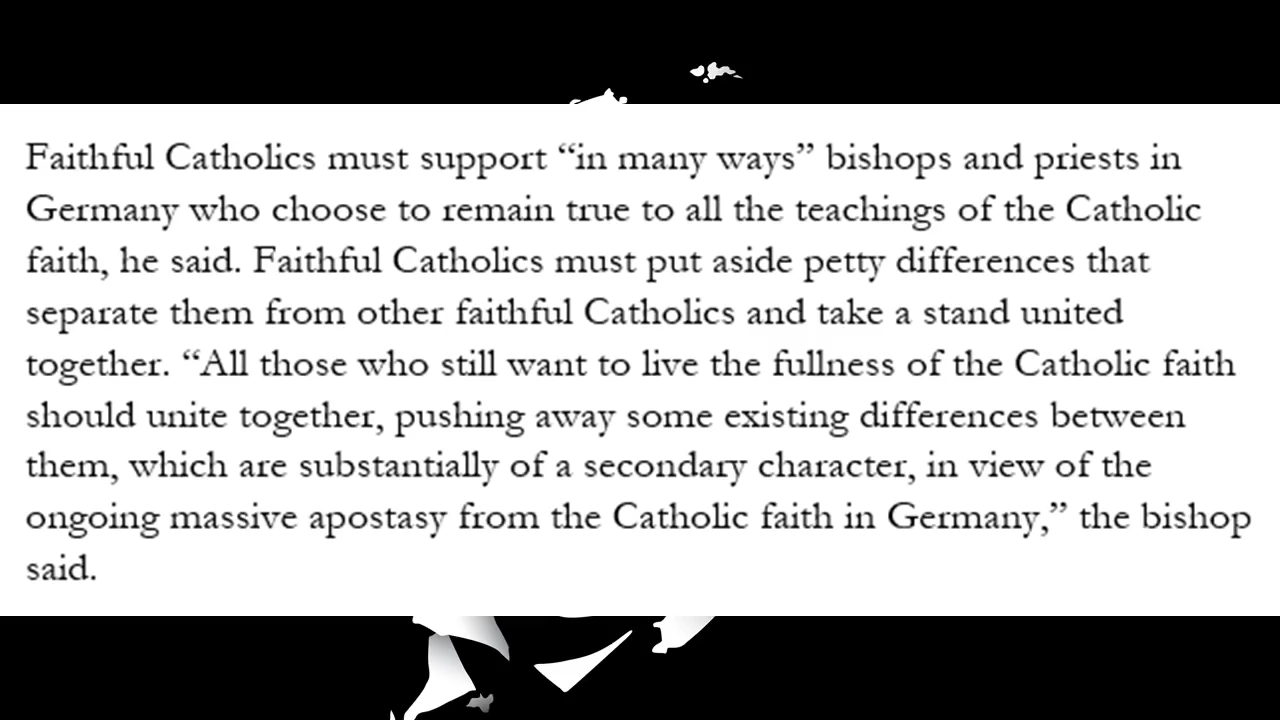 Faithful Catholics must support “in many ways” bishops and priests in
Germany who choose to remain true to all the teachings of the Catholic
faith, he said. Faithful Catholics must put aside petty differences that
separate them from other faithful Catholics and take a stand united
together. “All those who still want to live the fullness of the Catholic faith
should unite together, pushing away some existing differences between
them, which are substantially of a secondary character, in view of the
ongoing massive apostasy from the Catholic faith in Germany,” the bishop
said.